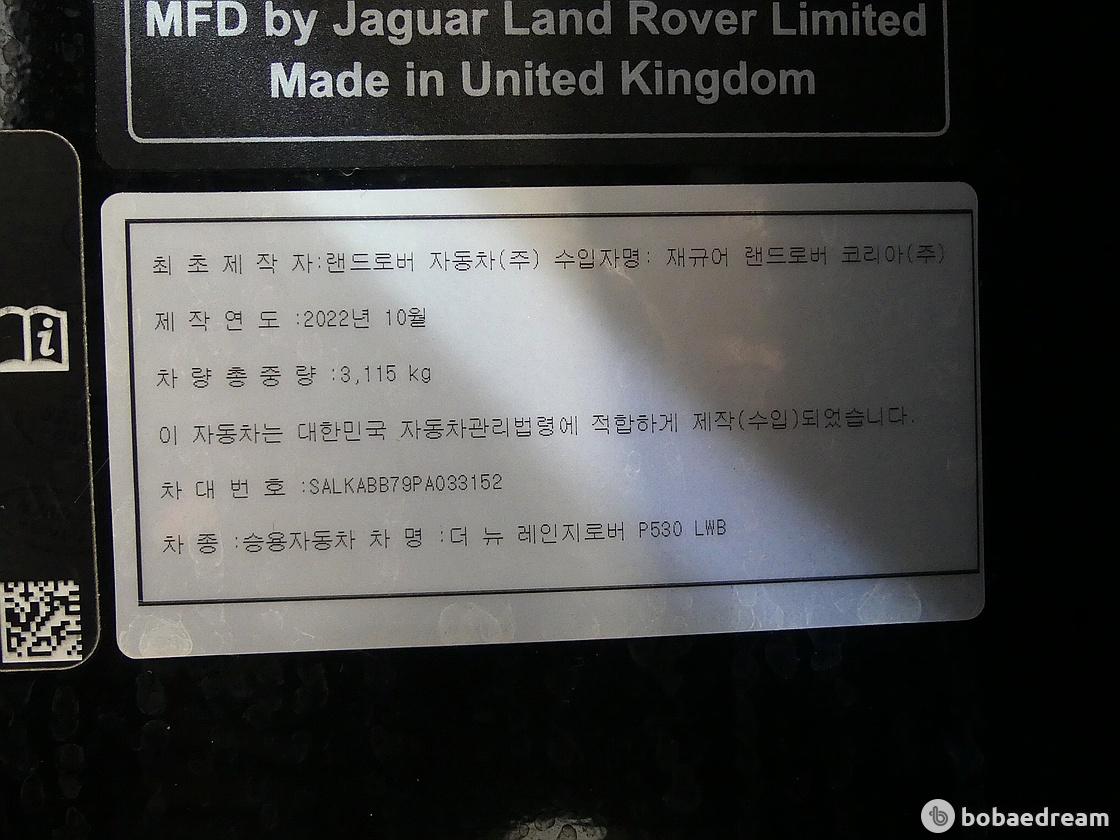 MFD by Jaguar Land Rover Limited
Made in United Kingdom
최 초 제 작 자:랜드로버 자동차(주) 수입자명: 재규어 랜드로버 코리아(주)
제 작 연 도 :2022년 10월
차 량 총 중 량 :3,115 kg
이 자동차는 대한민국 자동차관리법령에 적합하게 제작(수입)되었습니다.
차 대 번 호 :SALKABB79PA033152
차 종 :승용자동차 차 명 :더 뉴 레인지로버 P530 LWB
bobaedream